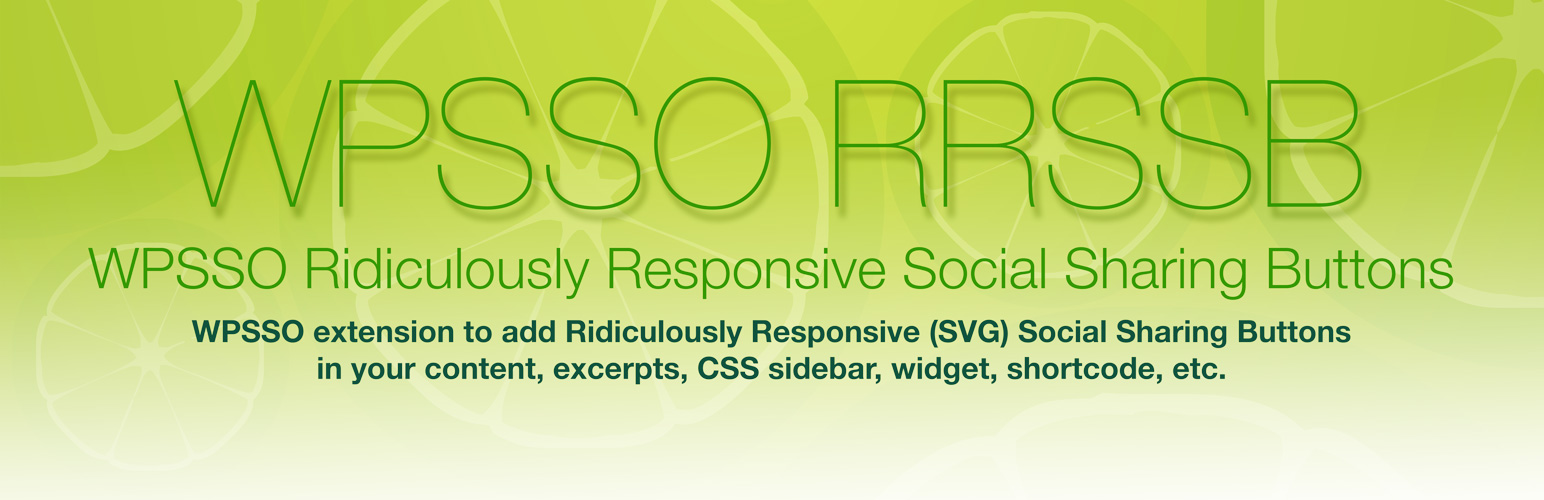 WPSSO RRSSB
WPSSO Ridiculously Responsive Social Sharing Buttons
WPSSO extension to add Ridiculously Responsive (SVG) Social Sharing Buttons
in your content, excerpts, CSS sidebar, widget, shortcode, etc.